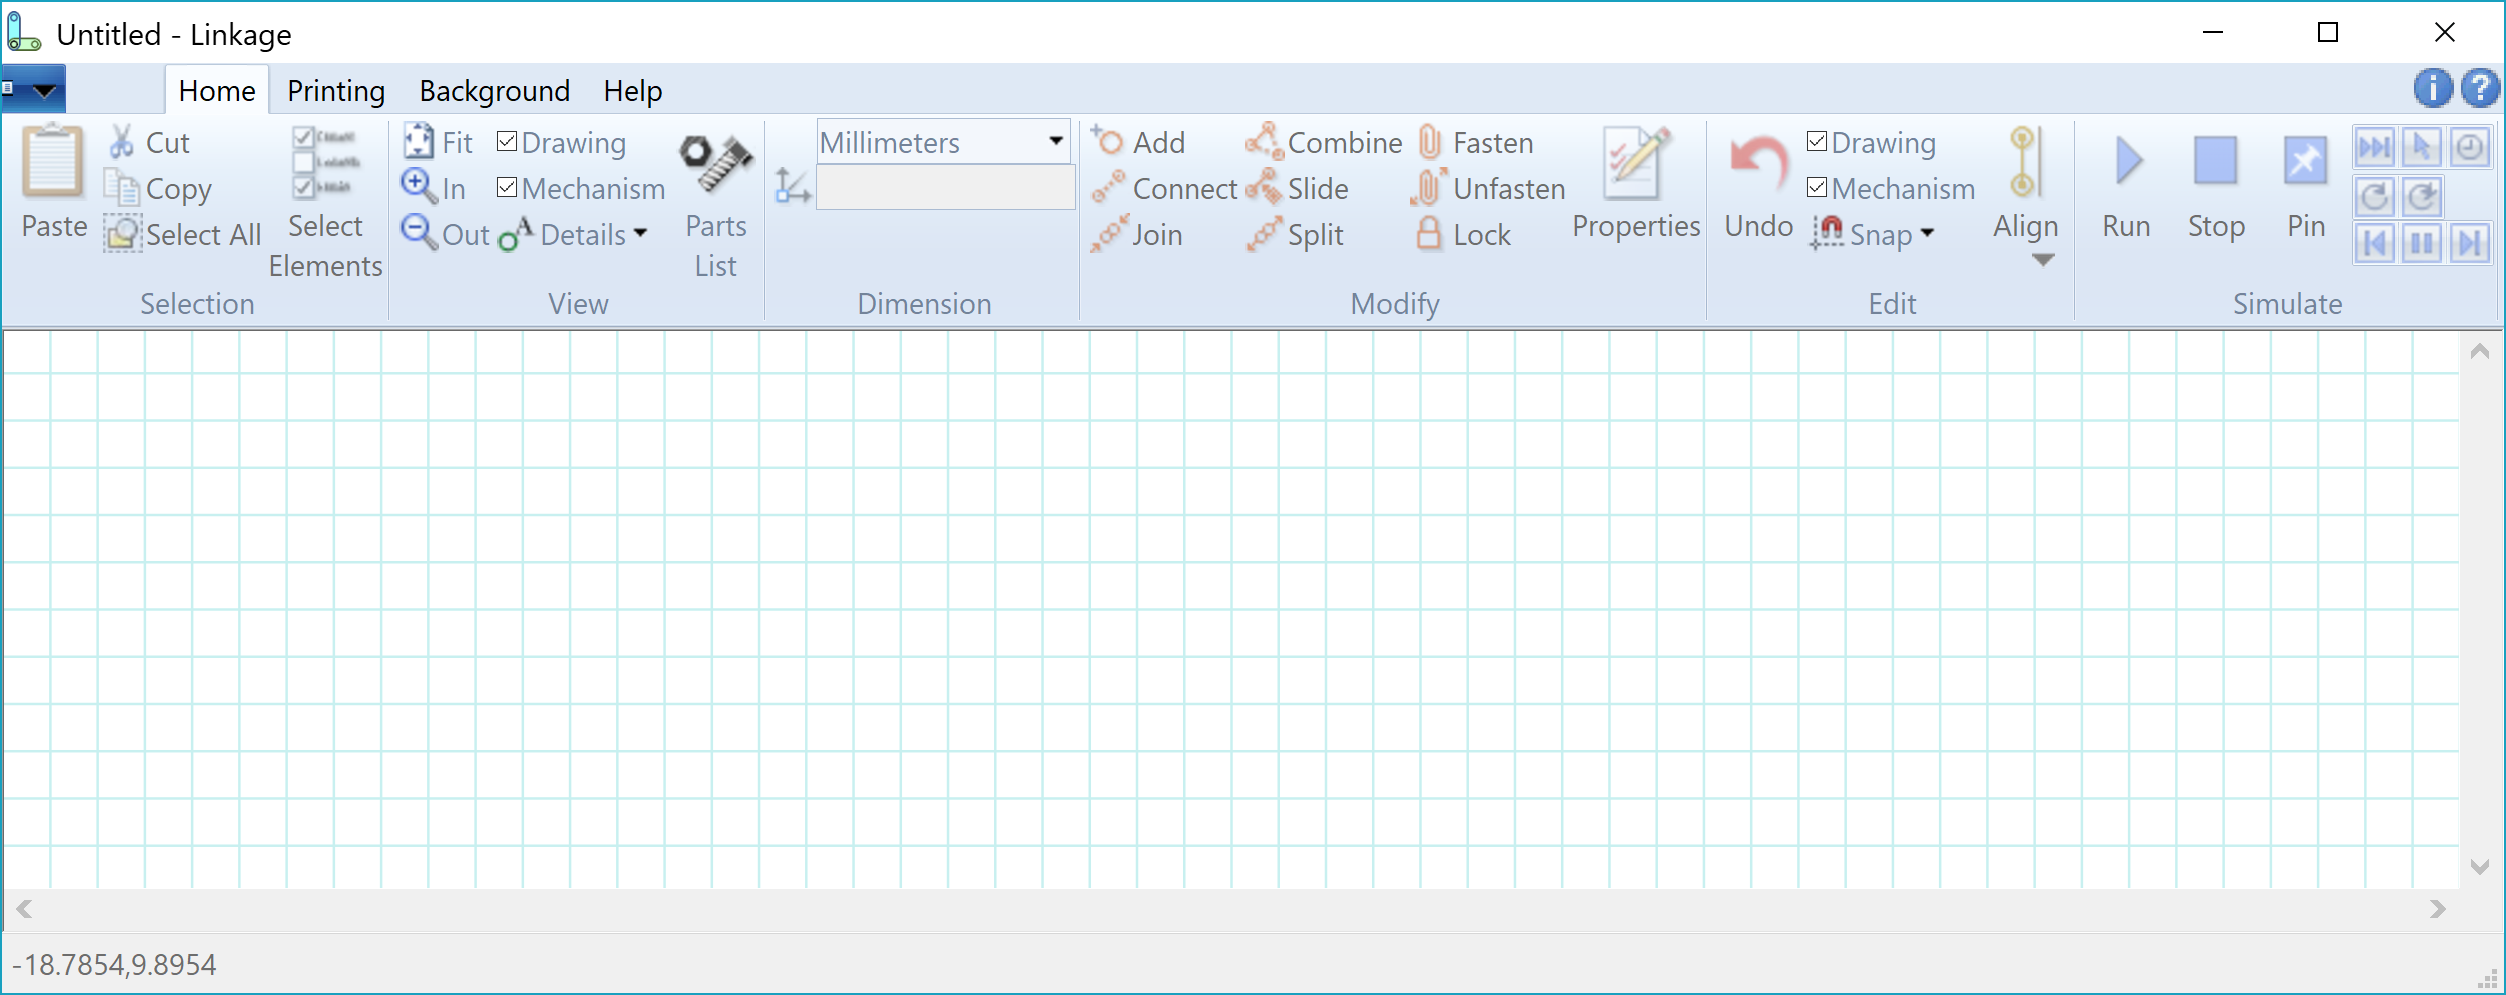 Untitled - Linkage
Home Printing Background Help
Paste
Cut
Copy
Select All
Select
Elements
Selection
Fit
In
Out
Drawing
Mechanism
Details
Parts
List
View
Millimeters
Dimension
Add
Connect
Join
Combine
Slide
Split
Fasten
Unfasten
Lock
Properties
Modify
Undo
Drawing
Mechanism
Snap
Align
Edit
Run
Stop
Pin
Simulate
-18.7854,9.8954